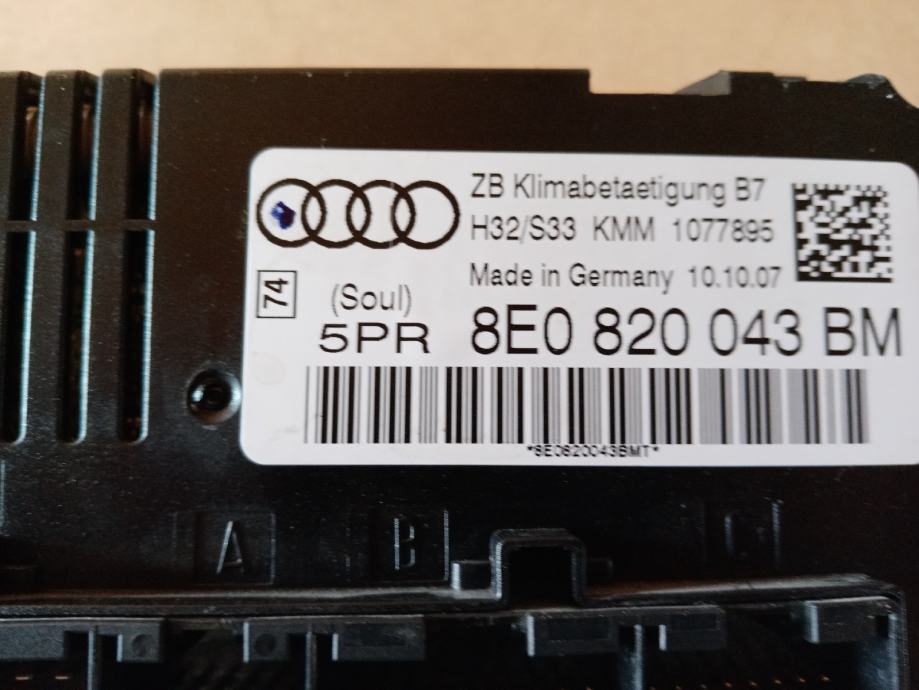 ZB Klimabetaetigung B7
H32/S33 KMM 1077895
Made in Germany 10.10.07
74
(Soul)
5PR 8E0 820 043 BM
*8E0820043BMT*
A B C